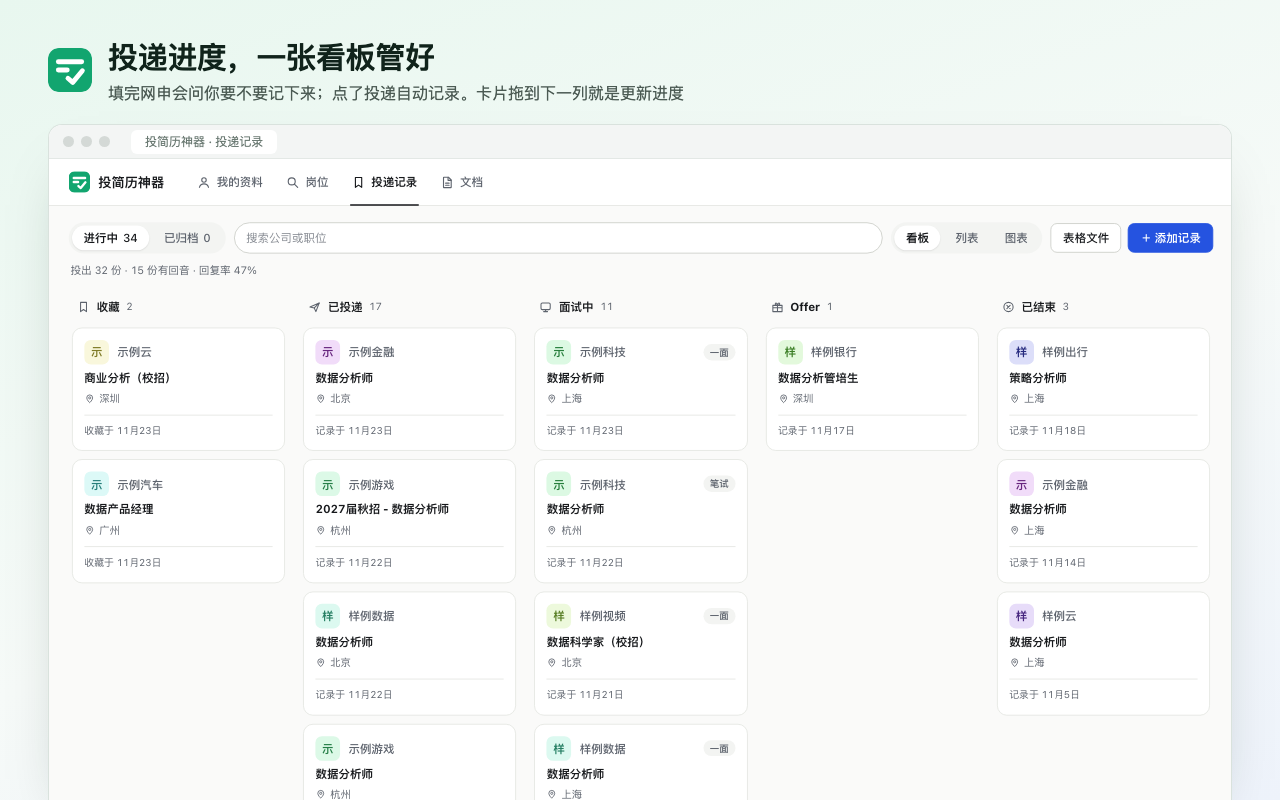 投递进度，一张看板管好
填完网申会问你要不要记下来；点了投递自动记录。卡片拖到下一列就是更新进度
投简历神器 · 投递记录
投简历神器 我的资料 岗位 投递记录 文档
进行中 34 已归档 0 搜索公司或职位 看板 列表 图表 表格文件 + 添加记录
投出 32 份 · 15 份有回音 · 回复率 47%
收藏 2
示 示例云
商业分析（校招）
深圳
收藏于 11月23日
示 示例汽车
数据产品经理
广州
收藏于 11月23日
已投递 17
示 示例金融
数据分析师
北京
记录于 11月23日
示 示例游戏
2027届秋招 - 数据分析师
杭州
记录于 11月22日
样 样例数据
数据分析师
北京
记录于 11月22日
示 示例游戏
数据分析师
杭州
面试中 11
示 示例科技 一面
数据分析师
上海
记录于 11月23日
示 示例科技 笔试
数据分析师
杭州
记录于 11月22日
样 样例视频 一面
数据科学家（校招）
北京
记录于 11月21日
样 样例数据 一面
数据分析师
上海
Offer 1
样 样例银行
数据分析管培生
深圳
记录于 11月17日
已结束 3
样 样例出行
策略分析师
上海
记录于 11月18日
示 示例金融
数据分析师
上海
记录于 11月14日
样 样例云
数据分析师
上海
记录于 11月5日